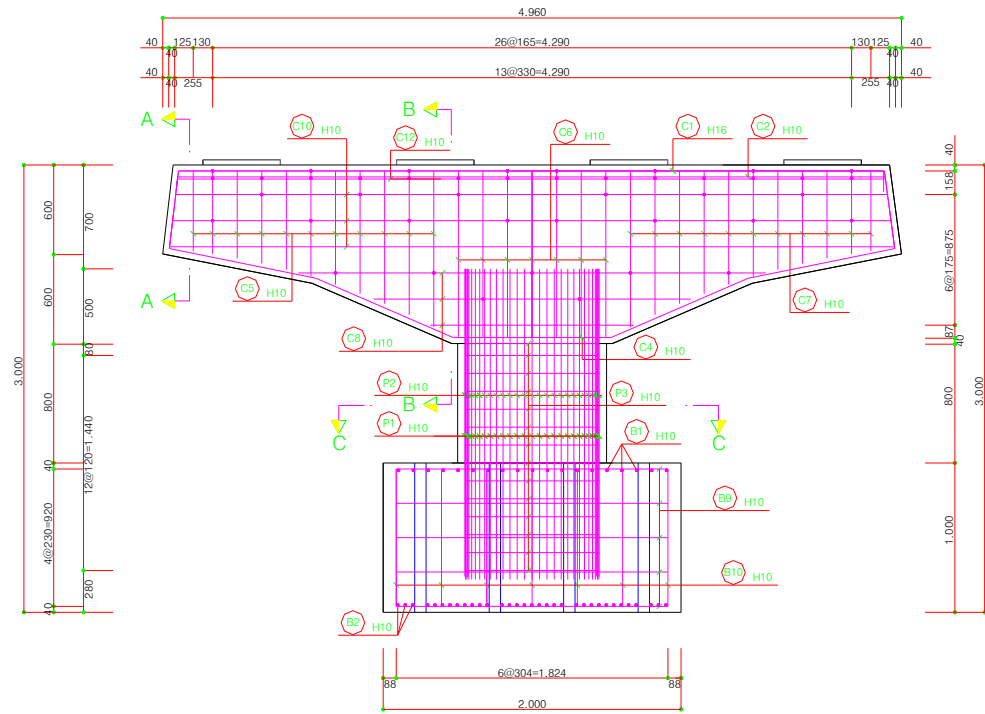 4.960
40 125 130 26@165=4.290 130 125 40
40 40
40 40 13@330=4.290 40 40
255 255
A B
C10 H10
C12 H10
C6 H10
C1 H16
C2 H10
40
158
600
700
6@175=875
A
C5 H10
C7 H10
600
500
C8 H10
C4 H10
87
40
80
3.000
3.000
P2 H10
B
P3 H10
800
800
C C
P1 H10
B1 H10
12@120=1.440
40
B9 H10
4@230=920
1.000
B10 H10
280
40
B2 H10
6@304=1.824
88 88
2.000